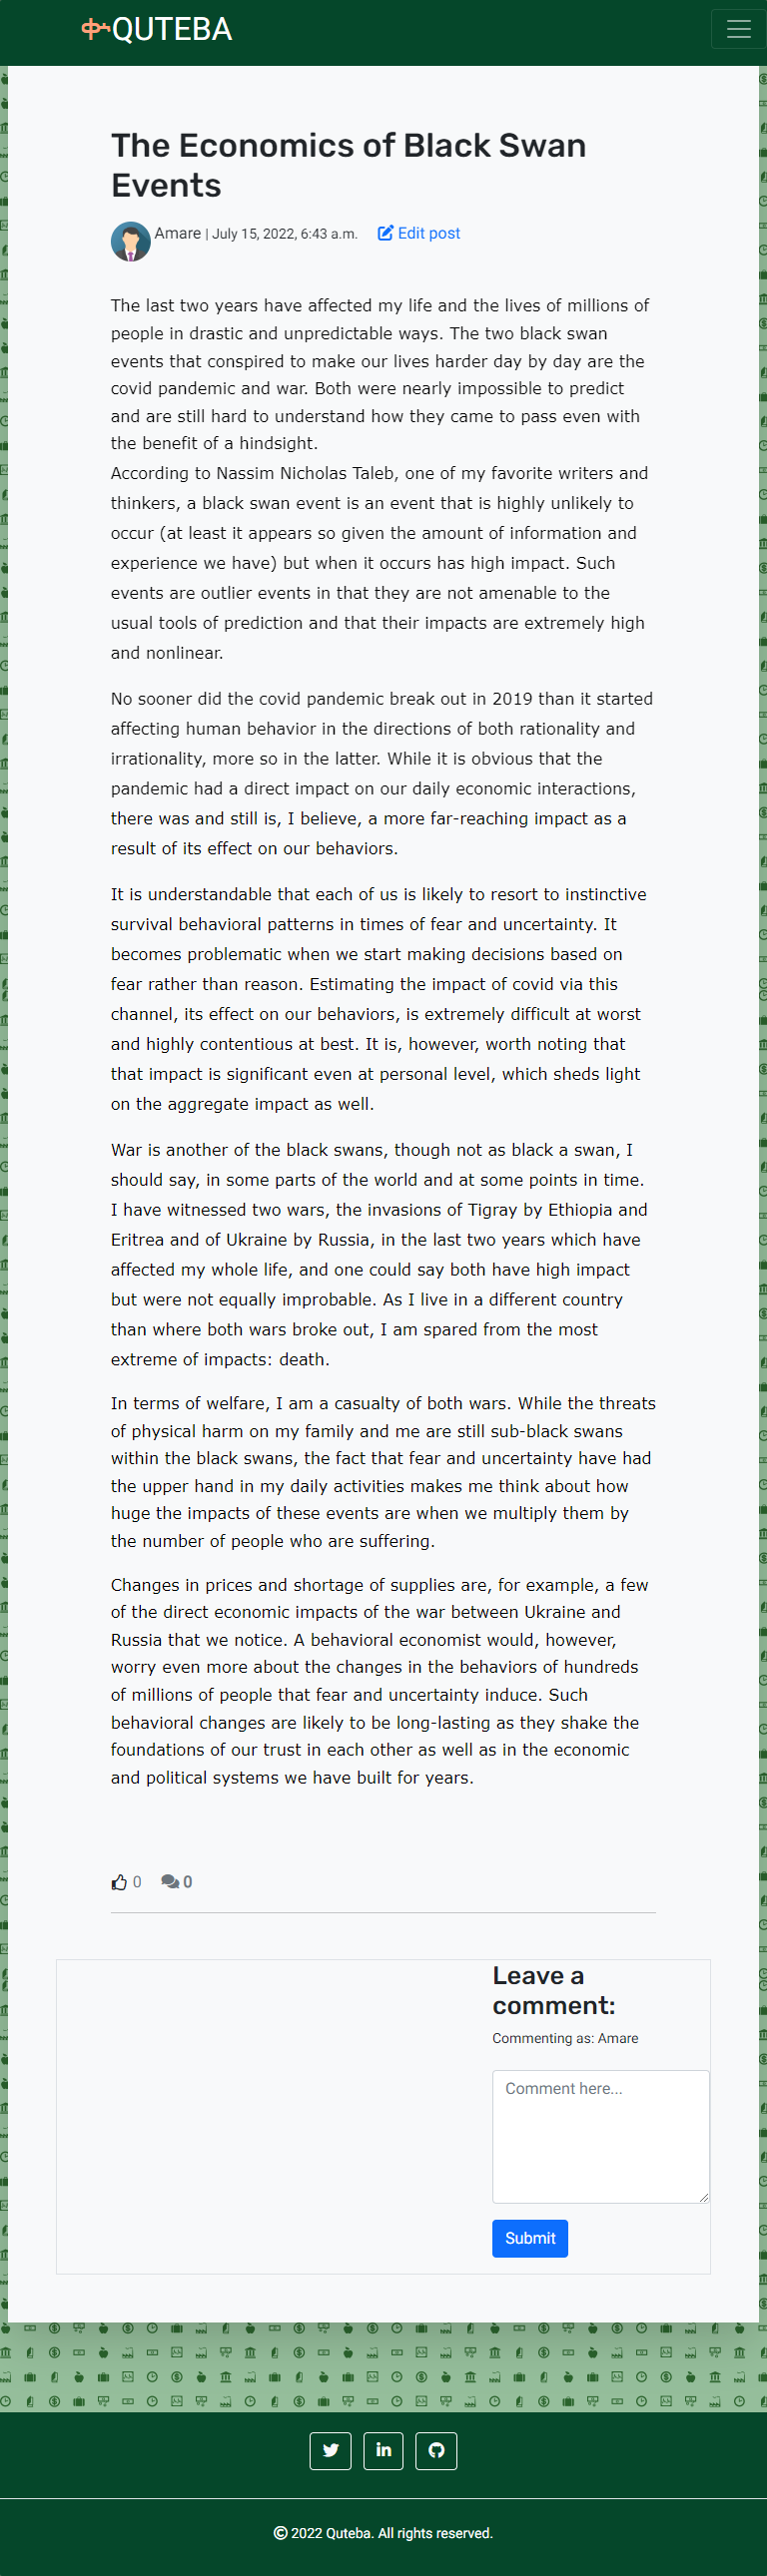 ቍQUTEBA
The Economics of Black Swan
Events
Amare | July 15, 2022, 6:43 a.m. Edit post
The last two years have affected my life and the lives of millions of
people in drastic and unpredictable ways. The two black swan
events that conspired to make our lives harder day by day are the
covid pandemic and war. Both were nearly impossible to predict
and are still hard to understand how they came to pass even with
the benefit of a hindsight.
According to Nassim Nicholas Taleb, one of my favorite writers and
thinkers, a black swan event is an event that is highly unlikely to
occur (at least it appears so given the amount of information and
experience we have) but when it occurs has high impact. Such
events are outlier events in that they are not amenable to the
usual tools of prediction and that their impacts are extremely high
and nonlinear.
No sooner did the covid pandemic break out in 2019 than it started
affecting human behavior in the directions of both rationality and
irrationality, more so in the latter. While it is obvious that the
pandemic had a direct impact on our daily economic interactions,
there was and still is, I believe, a more far-reaching impact as a
result of its effect on our behaviors.
It is understandable that each of us is likely to resort to instinctive
survival behavioral patterns in times of fear and uncertainty. It
becomes problematic when we start making decisions based on
fear rather than reason. Estimating the impact of covid via this
channel, its effect on our behaviors, is extremely difficult at worst
and highly contentious at best. It is, however, worth noting that
that impact is significant even at personal level, which sheds light
on the aggregate impact as well.
War is another of the black swans, though not as black a swan, I
should say, in some parts of the world and at some points in time.
I have witnessed two wars, the invasions of Tigray by Ethiopia and
Eritrea and of Ukraine by Russia, in the last two years which have
affected my whole life, and one could say both have high impact
but were not equally improbable. As I live in a different country
than where both wars broke out, I am spared from the most
extreme of impacts: death.
In terms of welfare, I am a casualty of both wars. While the threats
of physical harm on my family and me are still sub-black swans
within the black swans, the fact that fear and uncertainty have had
the upper hand in my daily activities makes me think about how
huge the impacts of these events are when we multiply them by
the number of people who are suffering.
Changes in prices and shortage of supplies are, for example, a few
of the direct economic impacts of the war between Ukraine and
Russia that we notice. A behavioral economist would, however,
worry even more about the changes in the behaviors of hundreds
of millions of people that fear and uncertainty induce. Such
behavioral changes are likely to be long-lasting as they shake the
foundations of our trust in each other as well as in the economic
and political systems we have built for years.
0 0
Leave a
comment:
Commenting as: Amare
Comment here...
Submit
© 2022 Quteba. All rights reserved.